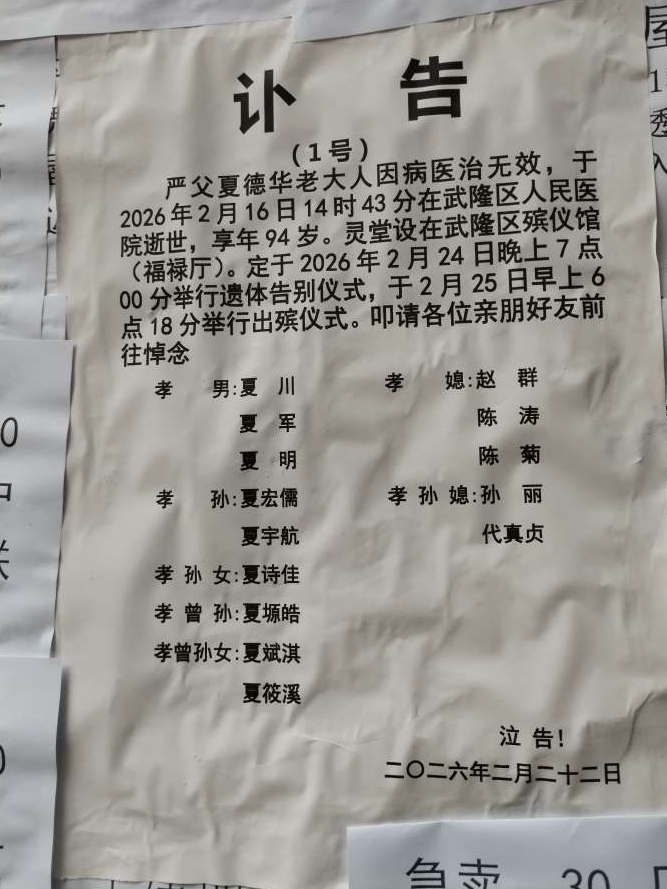 讣 告
(1号)
严父夏德华老大人因病医治无效，于
2026年2月16日14时43分在武隆区人民医
院逝世，享年94岁。灵堂设在武隆区殡仪馆
（福禄厅）。定于2026年2月24日晚上7点
00分举行遗体告别仪式，于2月25日早上6
点18分举行出殡仪式。叩请各位亲朋好友前
往悼念
孝 男:夏 川 孝 媳:赵 群
夏 军 陈 涛
夏 明 陈 菊
孝 孙:夏宏儒 孝 孙 媳:孙 丽
夏宇航 代真贞
孝 孙 女:夏诗佳
孝 曾 孙:夏塬皓
孝曾孙女:夏斌淇
夏筱溪
泣 告!
二〇二六年二月二十二日
急卖 30